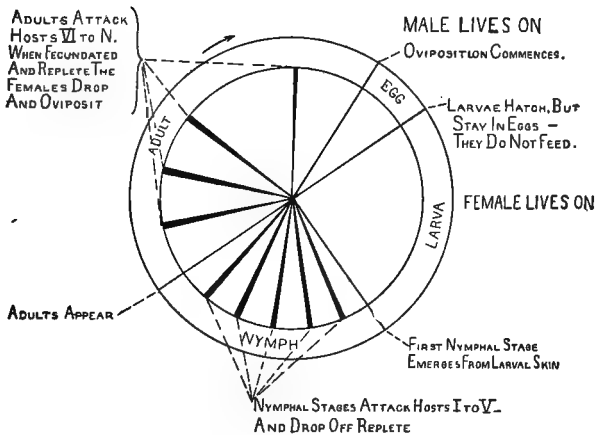 ADULTS ATTACK
HOSTS VI TO N.
WHEN FECUNDATED
AND REPLETE THE
FEMALES DROP
AND OVIPOSIT
MALE LIVES ON
OVIPOSITION COMMENCES.
EGG
LARVAE HATCH, BUT
STAY IN EGGS –
THEY DO NOT FEED.
ADULT
FEMALE LIVES ON
LARVA
ADULTS APPEAR
NYMPH
FIRST NYMPHAL STAGE
EMERGES FROM LARVAL SKIN
NYMPHAL STAGES ATTACK HOSTS I TO V–
AND DROP OFF REPLETE